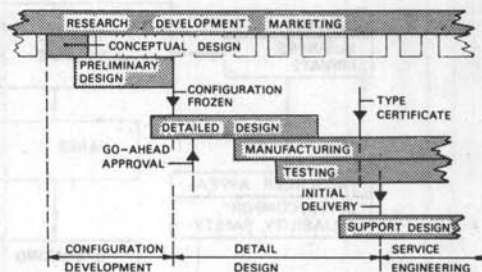 RESEARCH DEVELOPMENT MARKETING
CONCEPTUAL DESIGN
PRELIMINARY
DESIGN
CONFIGURATION
FROZEN
TYPE
CERTIFICATE
DETAILED DESIGN
GO-AHEAD
APPROVAL
MANUFACTURING
TESTING
INITIAL
DELIVERY
SUPPORT DESIGN
CONFIGURATION
DEVELOPMENT
DETAIL
DESIGN
SERVICE
ENGINEERING